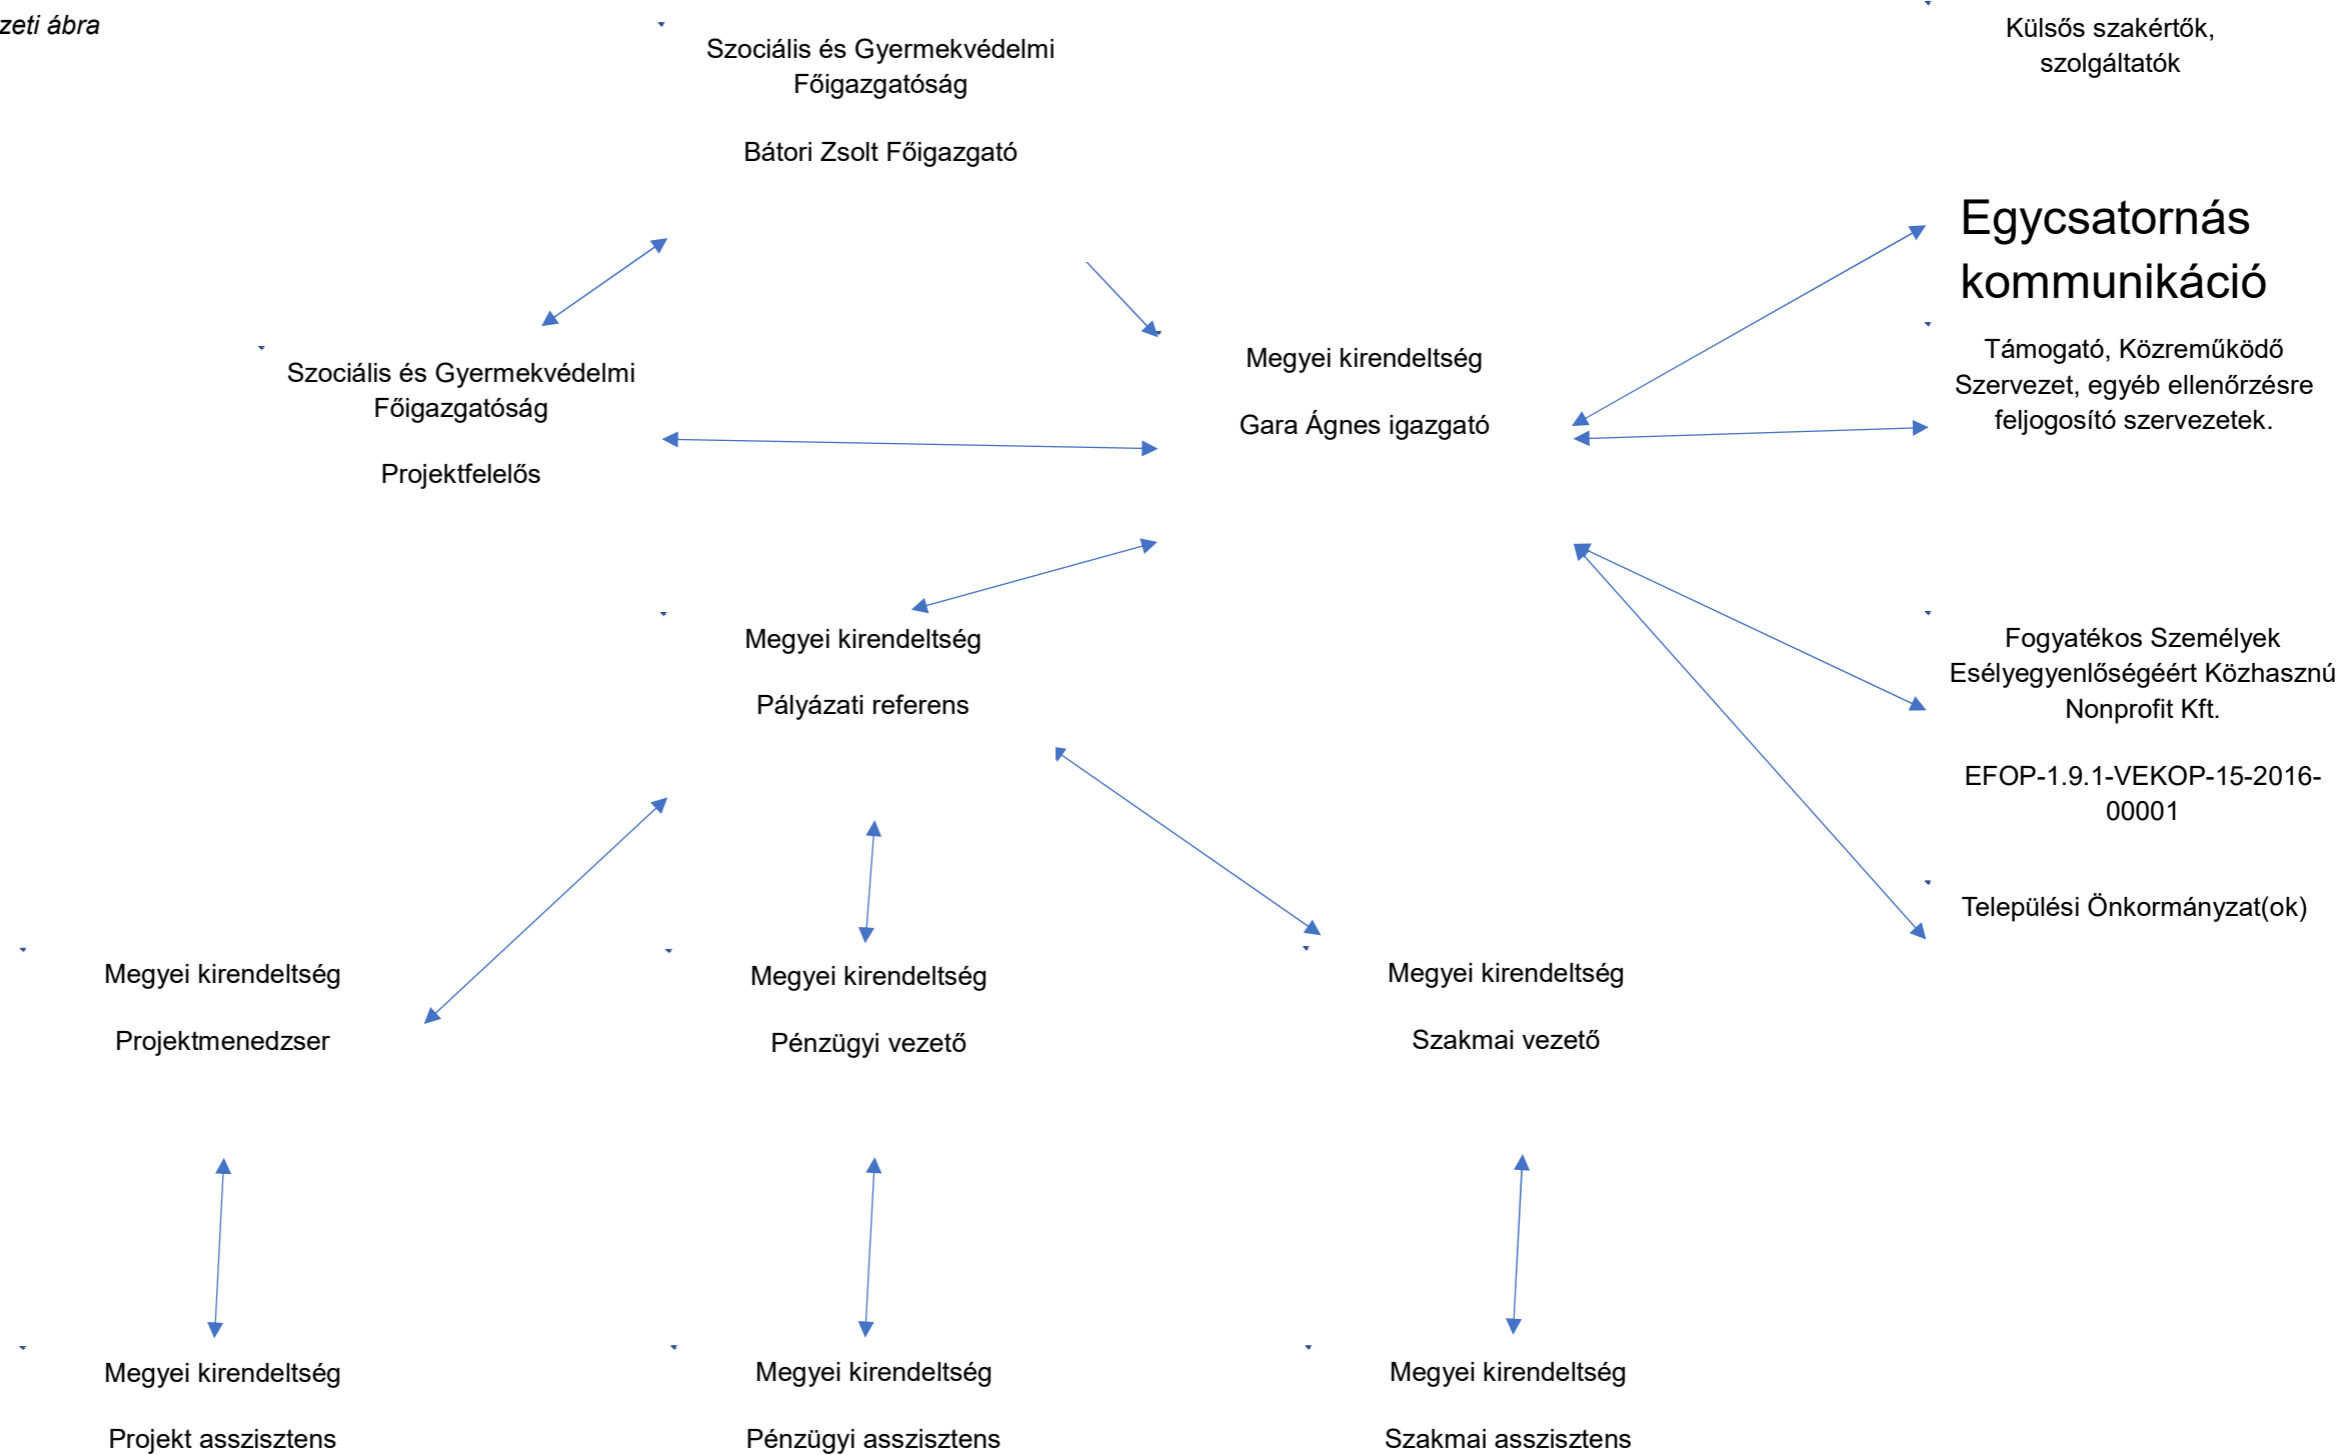 zeti ábra
Szociális és Gyermekvédelmi
Főigazgatóság
Bátori Zsolt Főigazgató
Külsős szakértők,
szolgáltatók
Egycsatornás
kommunikáció
Szociális és Gyermekvédelmi
Főigazgatóság
Projektfelelős
Megyei kirendeltség
Gara Ágnes igazgató
Támogató, Közreműködő
Szervezet, egyéb ellenőrzésre
feljogosító szervezetek.
Megyei kirendeltség
Pályázati referens
Fogyatékos Személyek
Esélyegyenlőségéért Közhasznú
Nonprofit Kft.
EFOP-1.9.1-VEKOP-15-2016-
00001
Települési Önkormányzat(ok)
Megyei kirendeltség
Projektmenedzser
Megyei kirendeltség
Pénzügyi vezető
Megyei kirendeltség
Szakmai vezető
Megyei kirendeltség
Projekt asszisztens
Megyei kirendeltség
Pénzügyi asszisztens
Megyei kirendeltség
Szakmai asszisztens